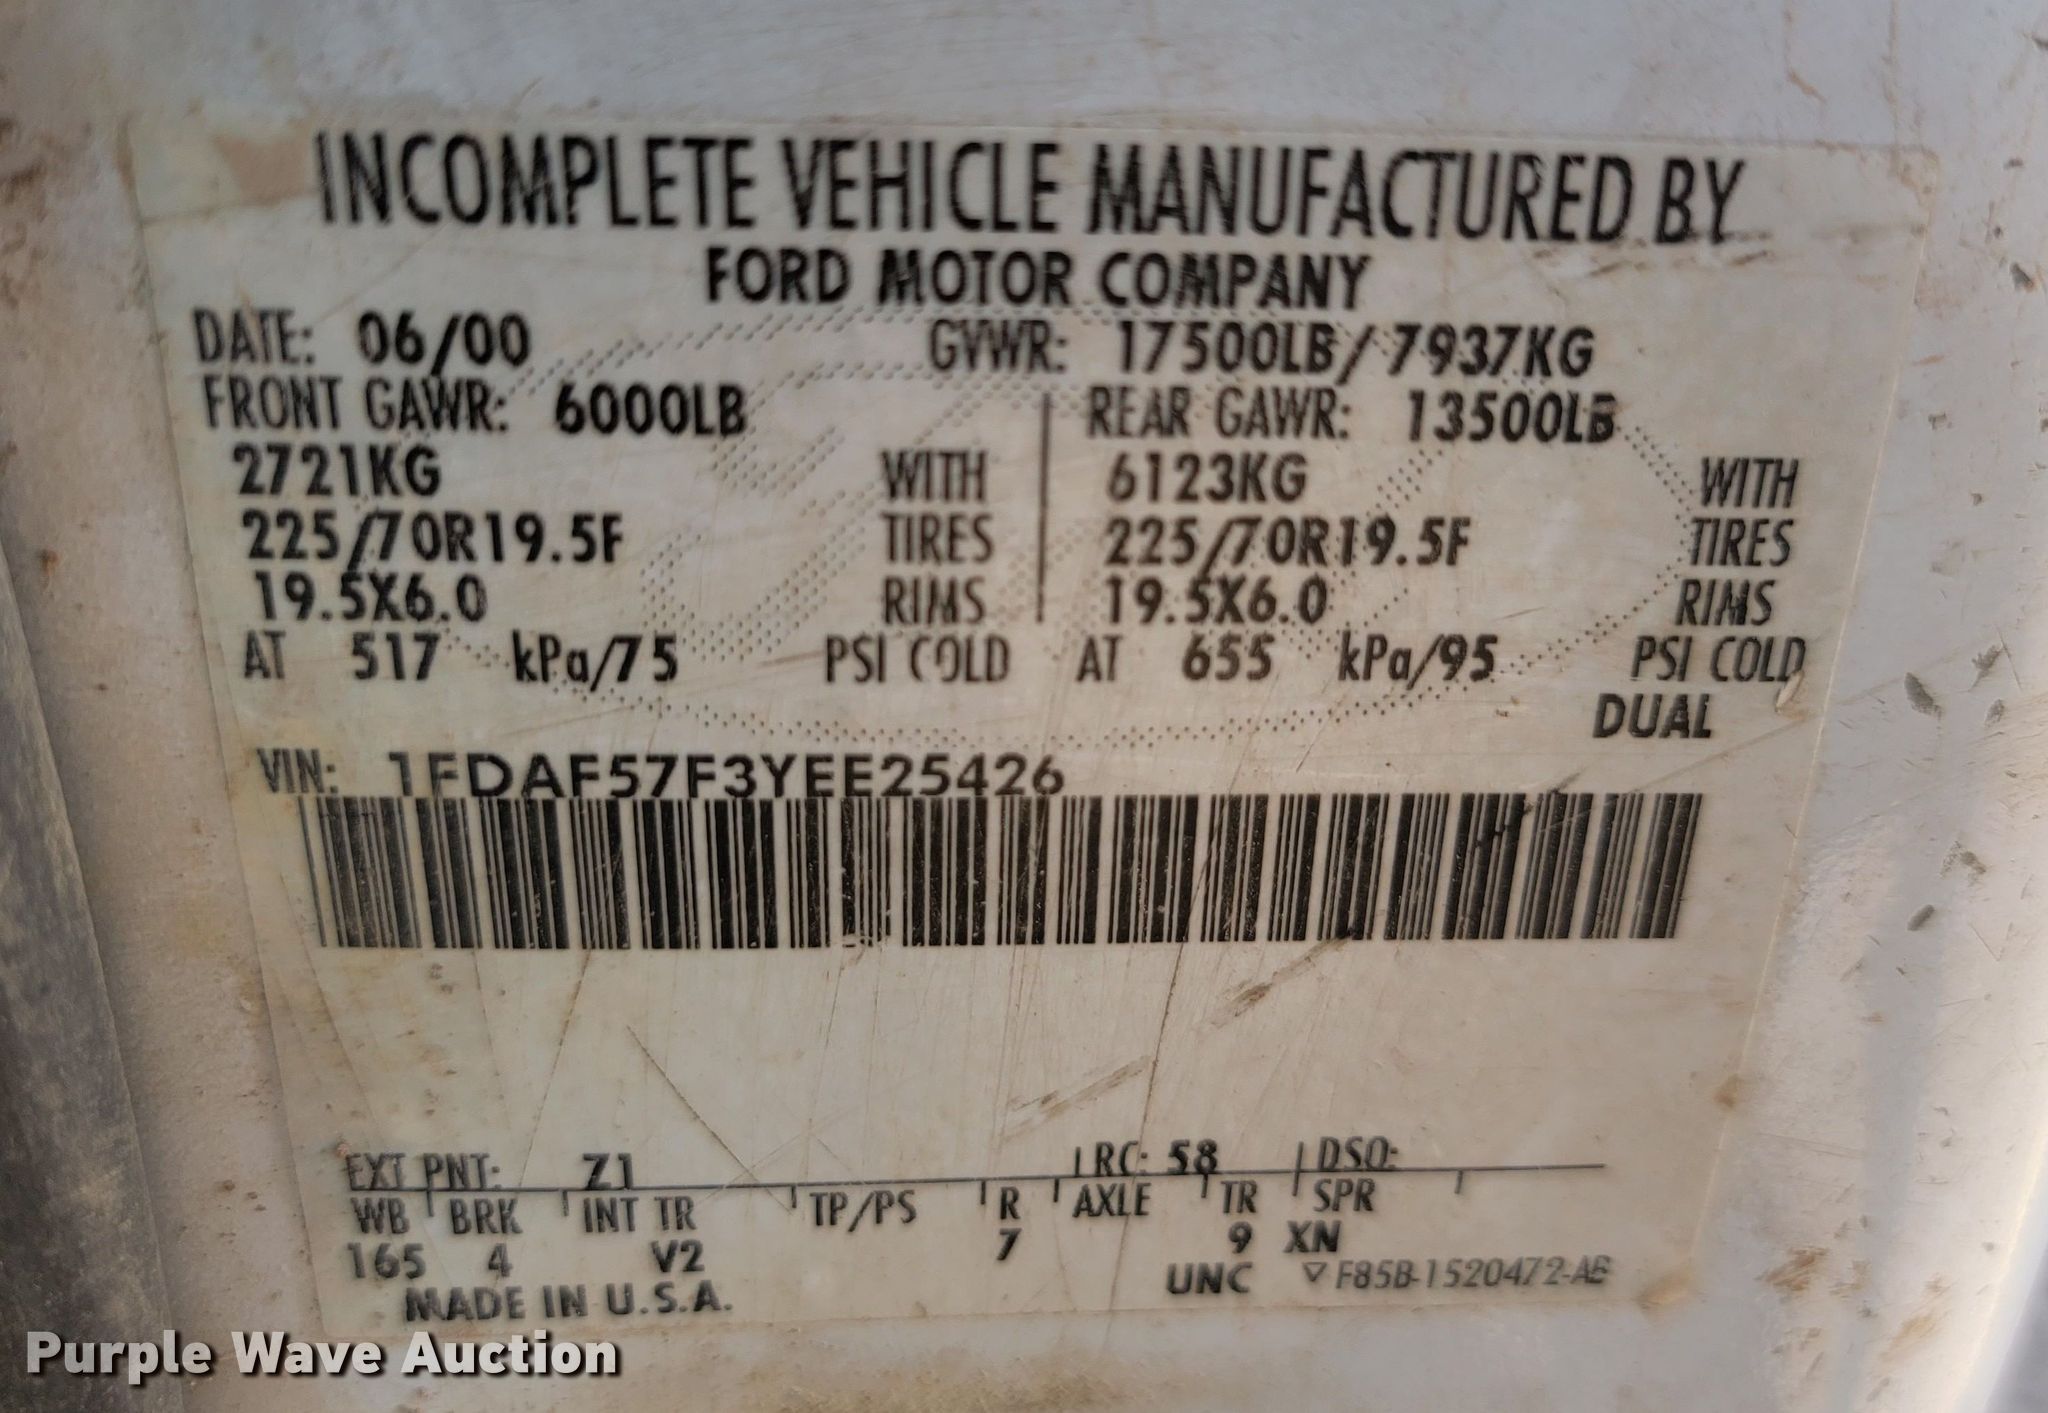 INCOMPLETE VEHICLE MANUFACTURED BY
FORD MOTOR COMPANY
DATE: 06/00 GVWR: 17500LB/7937KG
FRONT GAWR: 6000LB REAR GAWR: 13500LB
2721KG WITH 6123KG WITH
225/70R19.5F TIRES 225/70R19.5F TIRES
19.5X6.0 RIMS 19.5X6.0 RIMS
AT 517 kPa/75 PSI COLD AT 655 kPa/95 PSI COLD
DUAL
VIN: 1FDAF57F3YEE25426
EXT PNT: Z1 RC: 58 DSO:
WB BRK INT TR TP/PS R AXLE TR SPR
165 4 V2 7 9 XN
MADE IN U.S.A. UNC F85B-1520472-AB
Purple Wave Auction